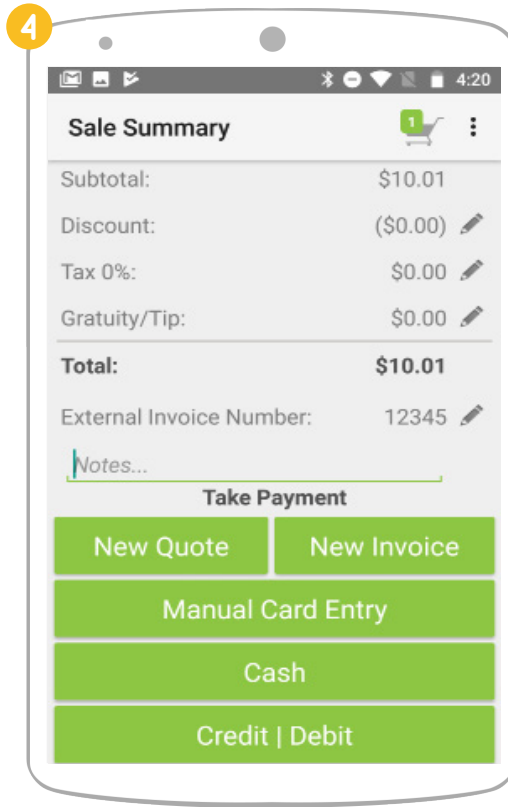 4
4:20
Sale Summary 1
Subtotal: $10.01
Discount: ($0.00)
Tax 0%: $0.00
Gratuity/Tip: $0.00
Total: $10.01
External Invoice Number: 12345
Notes...
Take Payment
New Quote New Invoice
Manual Card Entry
Cash
Credit | Debit